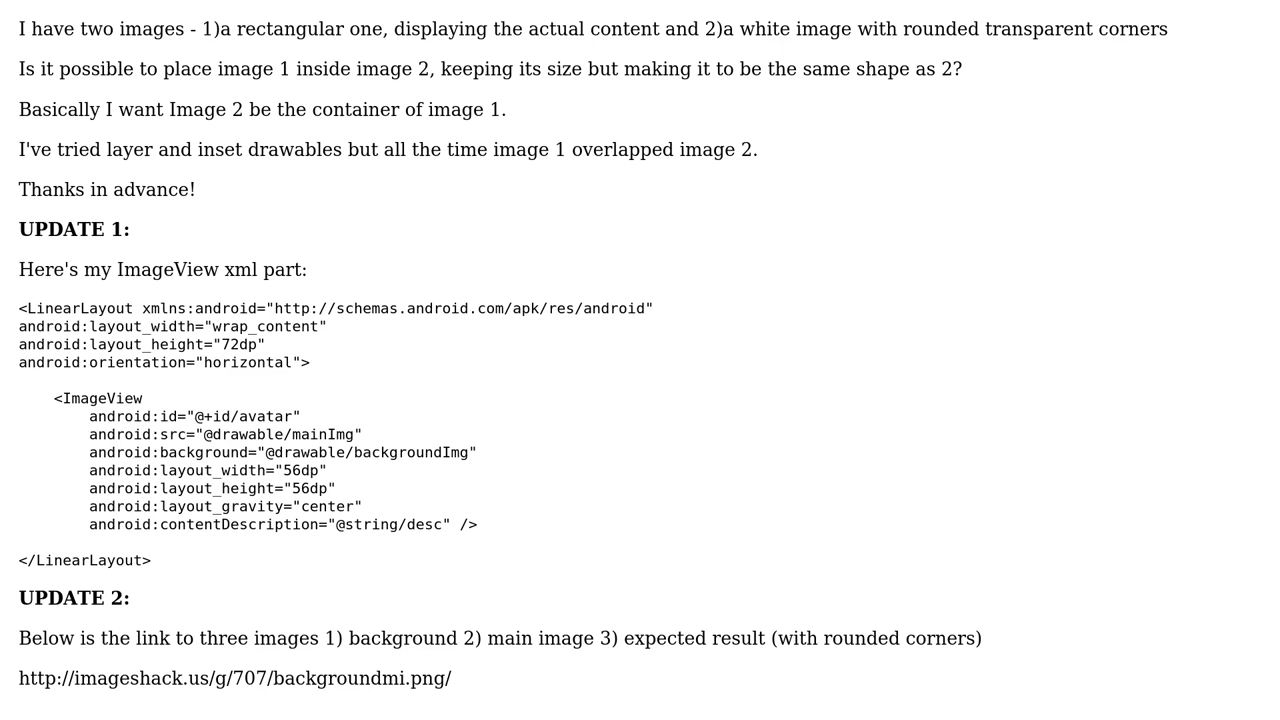 I have two images - 1)a rectangular one, displaying the actual content and 2)a white image with rounded transparent corners
Is it possible to place image 1 inside image 2, keeping its size but making it to be the same shape as 2?
Basically I want Image 2 be the container of image 1.
I've tried layer and inset drawables but all the time image 1 overlapped image 2.
Thanks in advance!
UPDATE 1:
Here's my ImageView xml part:
<LinearLayout xmlns:android="http://schemas.android.com/apk/res/android"
android:layout_width="wrap_content"
android:layout_height="72dp"
android:orientation="horizontal">
    <ImageView
        android:id="@+id/avatar"
        android:src="@drawable/mainImg"
        android:background="@drawable/backgroundImg"
        android:layout_width="56dp"
        android:layout_height="56dp"
        android:layout_gravity="center"
        android:contentDescription="@string/desc" />
</LinearLayout>
UPDATE 2:
Below is the link to three images 1) background 2) main image 3) expected result (with rounded corners)
http://imageshack.us/g/707/backgroundmi.png/